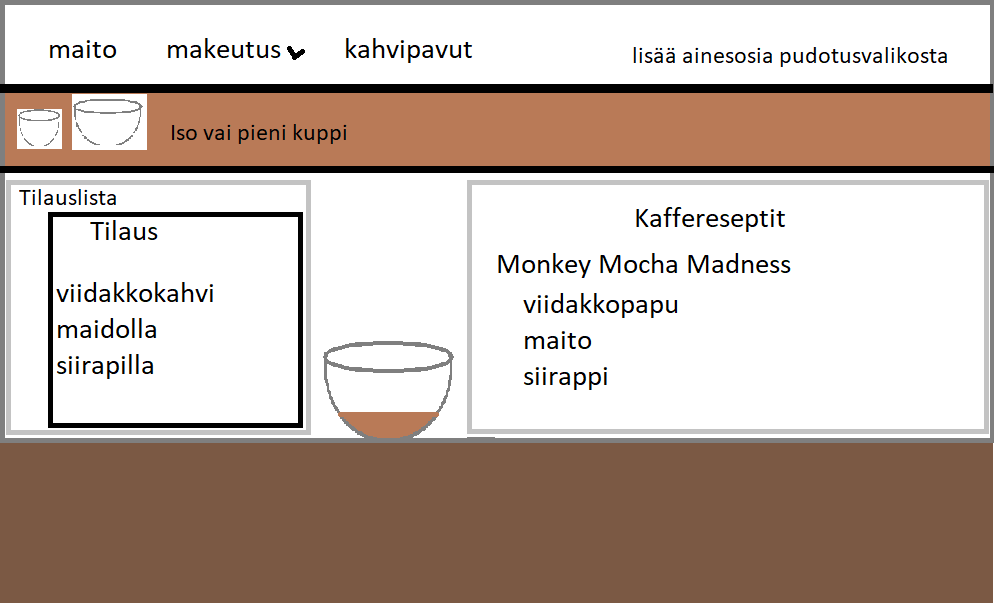 maito
makeutus
kahvipavut
lisää ainesosia pudotusvalikosta
Iso vai pieni kuppi
Tilauslista
Tilaus
viidakkokahvi
maidolla
siirapilla
Kaffereseptit
Monkey Mocha Madness
viidakkopapu
maito
siirappi